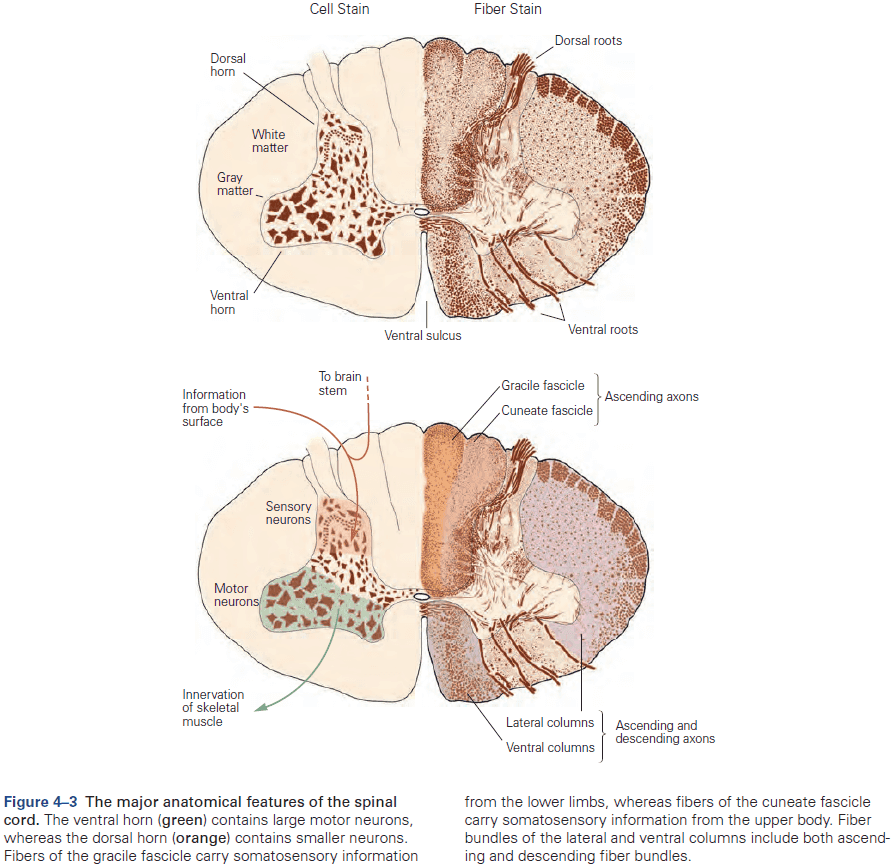 Cell Stain
Fiber Stain
Dorsal roots
Dorsal
horn
White
matter
Gray
matter
Ventral
horn
Ventral sulcus
Ventral roots
To brain
stem
Information
from body's
surface
Gracile fascicle
Cuneate fascicle
Ascending axons
Sensory
neurons
Motor
neurons
Innervation
of skeletal
muscle
Lateral columns
Ventral columns
Ascending and
descending axons
Figure 4–3 The major anatomical features of the spinal
cord. The ventral horn (green) contains large motor neurons,
whereas the dorsal horn (orange) contains smaller neurons.
Fibers of the gracile fascicle carry somatosensory information
from the lower limbs, whereas fibers of the cuneate fascicle
carry somatosensory information from the upper body. Fiber
bundles of the lateral and ventral columns include both ascend-
ing and descending fiber bundles.